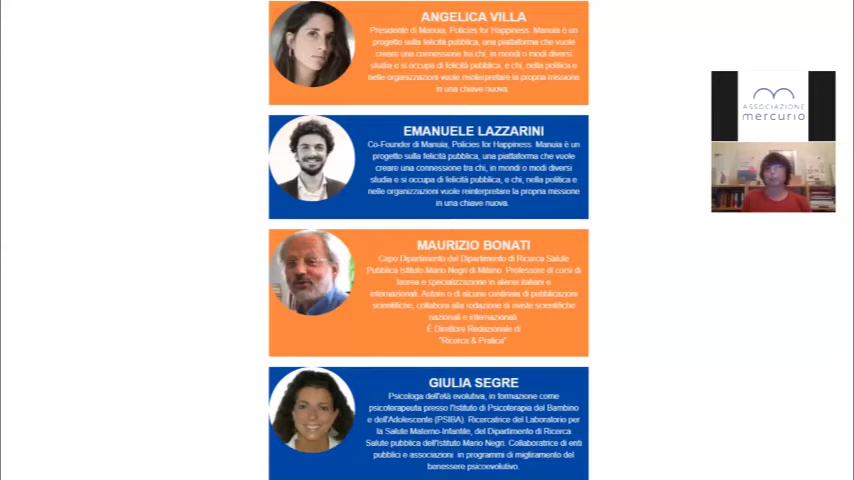 ANGELICA VILLA
Presidente di Manuia, Policies for Happiness. Manuia è un
progetto sulla felicità pubblica, una piattaforma che vuole
creare una connessione tra chi, in mondi o modi diversi
studia e si occupa di felicità pubblica, e chi, nella politica e
nelle organizzazioni vuole reinterpretare la propria missione
in una chiave nuova.
EMANUELE LAZZARINI
Co-Founder di Manuia, Policies for Happiness. Manuia è un
progetto sulla felicità pubblica, una piattaforma che vuole
creare una connessione tra chi, in mondi o modi diversi
studia e si occupa di felicità pubblica, e chi, nella politica e
nelle organizzazioni vuole reinterpretare la propria missione
in una chiave nuova.
MAURIZIO BONATI
Capo Dipartimento del Dipartimento di Ricerca Salute
Pubblica Istituto Mario Negri di Milano. Professore di corsi di
laurea e specializzazione in atenei italiani e
internazionali. Autore o di alcune centinaia di pubblicazioni
scientifiche, collabora alla redazione di riviste scientifiche
nazionali e internazionali.
È Direttore Redazionale di
"Ricerca & Pratica"
GIULIA SEGRE
Psicologa dell'età evolutiva, in formazione come
psicoterapeuta presso l'Istituto di Psicoterapia del Bambino
e dell'Adolescente (PSIBA). Ricercatrice del Laboratorio per
la Salute Materno-Infantile, del Dipartimento di Ricerca
Salute pubblica dell'Istituto Mario Negri. Collaboratrice di enti
pubblici e associazioni in programmi di migliramento del
benessere psicoevolutivo.
ASSOCIAZIONE
mercurio